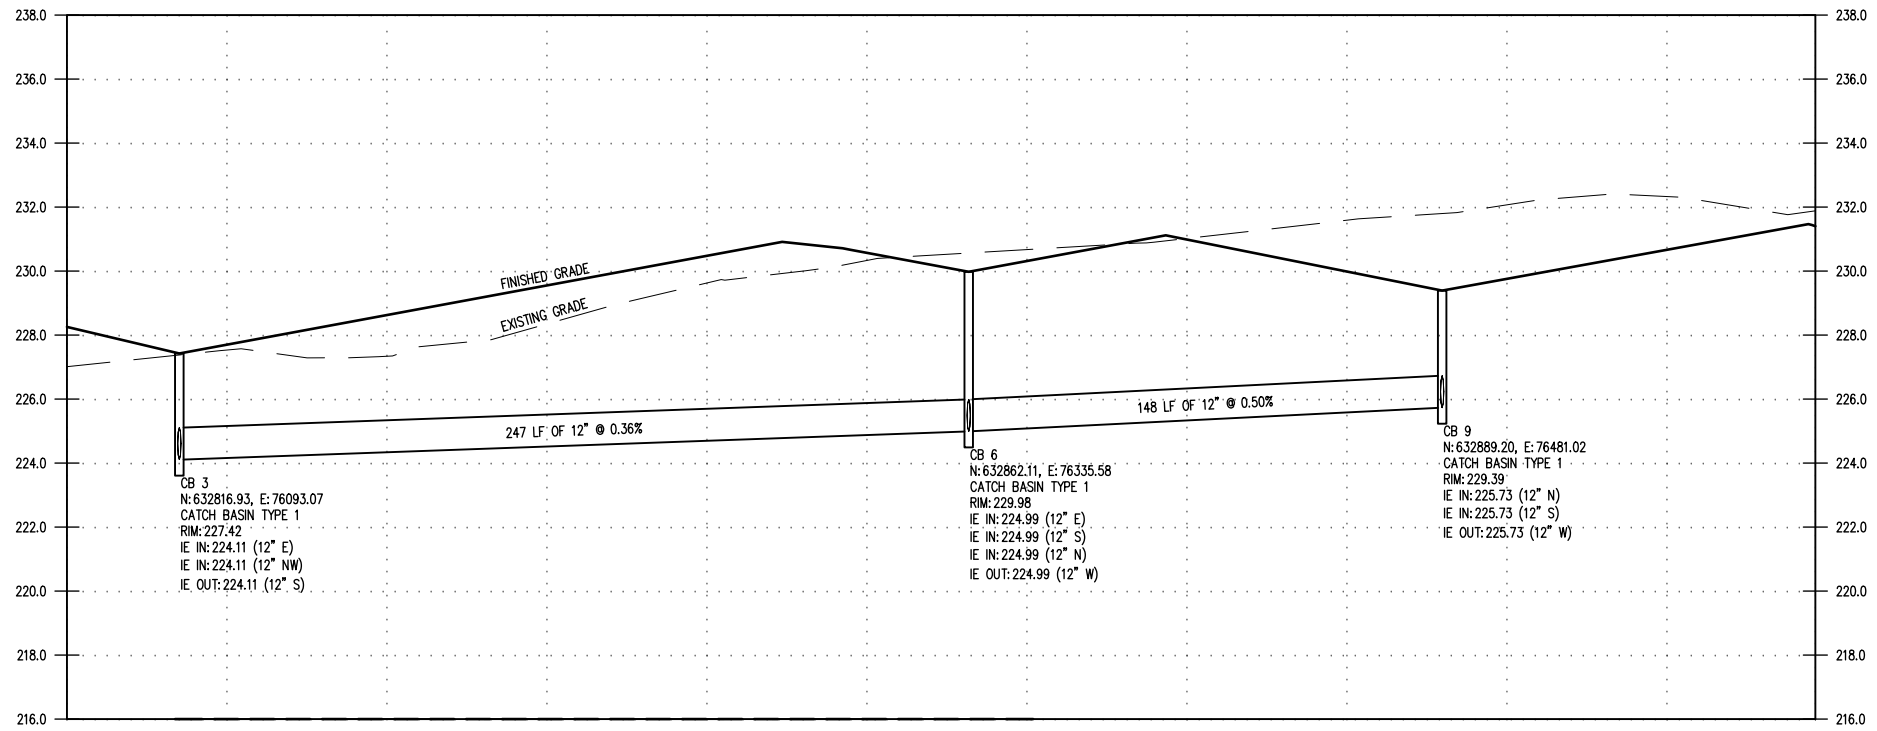 238.0
238.0
236.0
236.0
234.0
234.0
232.0
232.0
230.0
230.0
228.0
228.0
226.0
226.0
224.0
224.0
222.0
222.0
220.0
220.0
218.0
218.0
216.0
216.0
FINISHED GRADE
EXISTING GRADE
247 LF OF 12" @ 0.36%
148 LF OF 12" @ 0.50%
CB 3
N:632816.93, E:76093.07
CATCH BASIN TYPE 1
RIM:227.42
IE IN:224.11 (12" E)
IE IN:224.11 (12" NW)
IE OUT:224.11 (12" S)
CB 6
N:632862.11, E:76335.58
CATCH BASIN TYPE 1
RIM:229.98
IE IN:224.99 (12" E)
IE IN:224.99 (12" S)
IE IN:224.99 (12" N)
IE OUT:224.99 (12" W)
CB 9
N:632889.20, E:76481.02
CATCH BASIN TYPE 1
RIM:229.39
IE IN:225.73 (12" N)
IE IN:225.73 (12" S)
IE OUT:225.73 (12" W)